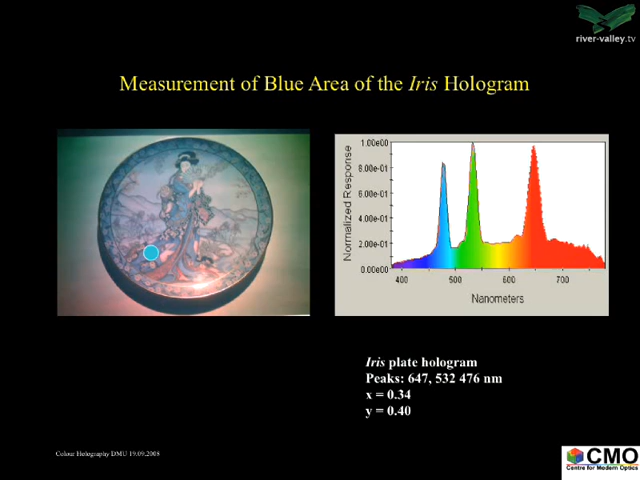 river-valley.tv
Measurement of Blue Area of the Iris Hologram
Normalized Response
1.00e00
8.00e-01
6.00e-01
4.00e-01
2.00e-01
0.00e00
400 500 600 700
Nanometers
Iris plate hologram
Peaks: 647, 532 476 nm
x = 0.34
y = 0.40
Colour Holography DMU 19.09.2008
CMO
Centre for Modern Optics